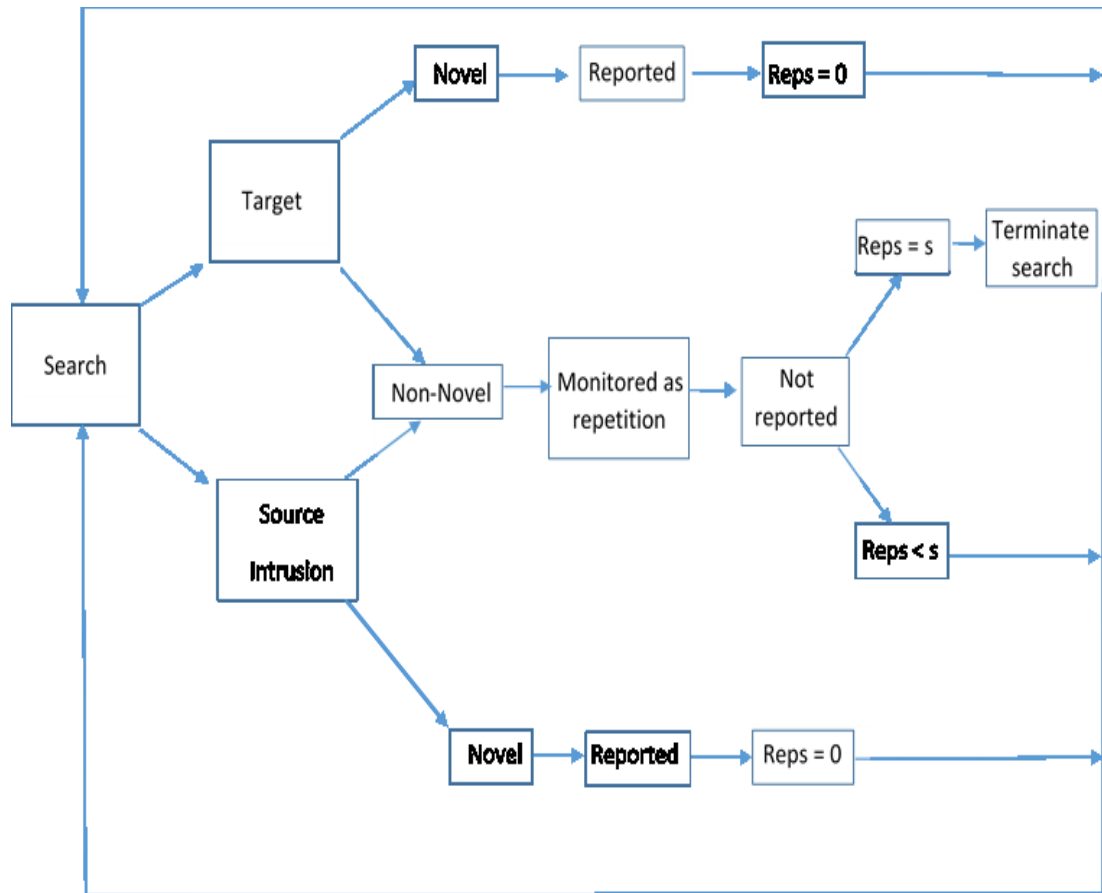 Novel
Reported
Reps = 0
Target
Reps = s
Terminate
search
Search
Non-Novel
Monitored as
repetition
Not
reported
Source
Intrusion
Reps < s
Novel
Reported
Reps = 0